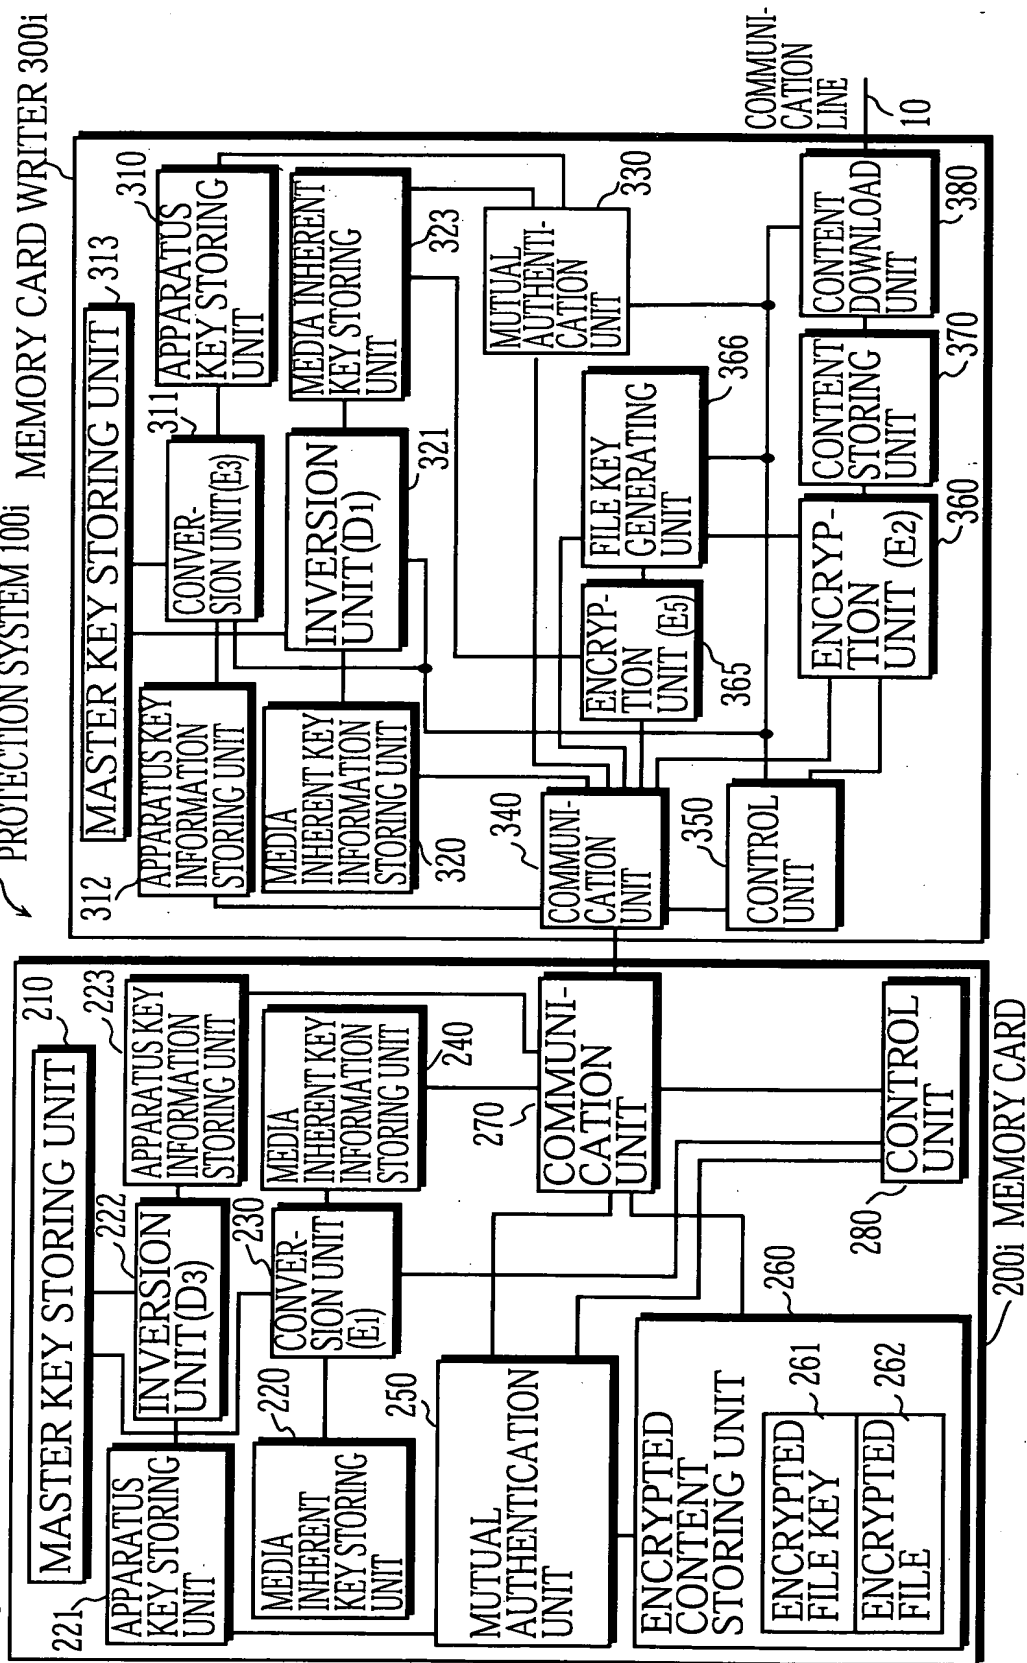 PROTECTION SYSTEM 100i
MEMORY CARD WRITER 300i
MASTER KEY STORING UNIT
210
223
APPARATUS KEY
INFORMATION
STORING UNIT
222
INVERSION
UNIT(D3)
221
APPARATUS
KEY STORING
UNIT
MEDIA
INHERENT KEY
INFORMATION
STORING UNIT
240
230
CONVER-
SION UNIT
(E1)
220
MEDIA
INHERENT
KEY STORING
UNIT
250
MUTUAL
AUTHENTICATION
UNIT
270
COMMUNI-
CATION
UNIT
260
ENCRYPTED
CONTENT
STORING UNIT
261
ENCRYPTED
FILE KEY
262
ENCRYPTED
FILE
280
CONTROL
UNIT
200i MEMORY CARD
MASTER KEY STORING UNIT
313
312
APPARATUS KEY
INFORMATION
STORING UNIT
311
CONVER-
SION UNIT(E3)
310
APPARATUS
KEY STORING
UNIT
MEDIA
INHERENT KEY
INFORMATION
STORING UNIT
320
INVERSION
UNIT(D1)
321
MEDIA INHERENT
KEY STORING
UNIT
323
340
COMMUNI-
CATION
UNIT
MUTUAL
AUTHENTI-
CATION
UNIT
330
ENCRYP-
TION
UNIT (E5)
365
FILE KEY
GENERATING
UNIT
366
350
CONTROL
UNIT
ENCRYP-
TION
UNIT (E2)
360
CONTENT
STORING
UNIT
370
CONTENT
DOWNLOAD
UNIT
380
COMMUNI-
CATION
LINE
10